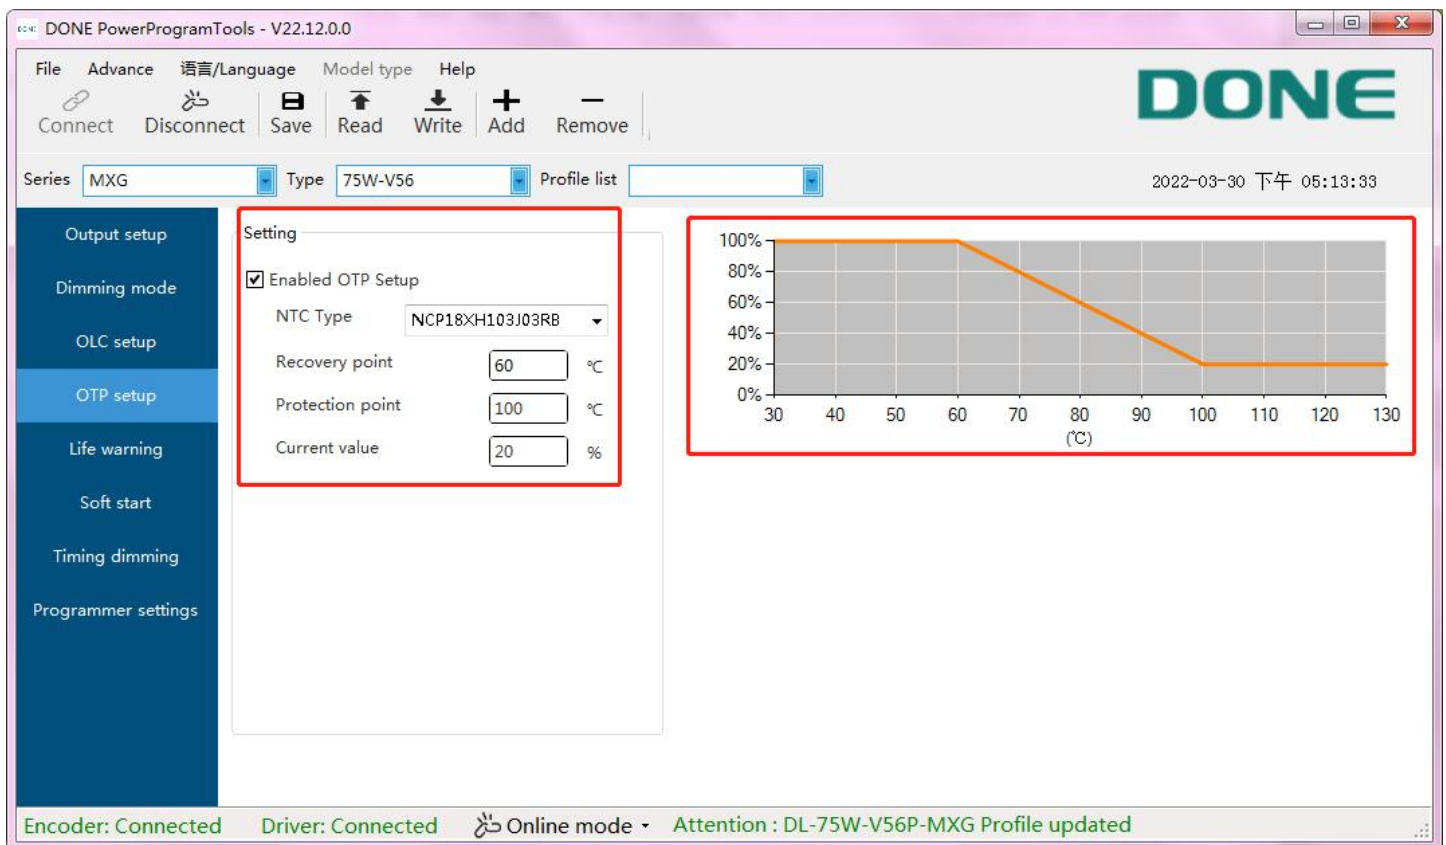 DONE PowerProgramTools - V22.12.0.0
File Advance 语言/Language Model type Help
DONE
Connect Disconnect Save Read Write Add Remove
Series MXG Type 75W-V56 Profile list 2022-03-30 下午 05:13:33
Output setup
Dimming mode
OLC setup
OTP setup
Life warning
Soft start
Timing dimming
Programmer settings
Setting
Enabled OTP Setup
NTC Type NCP18XH103J03RB
Recovery point 60 ℃
Protection point 100 ℃
Current value 20 %
100%
80%
60%
40%
20%
0%
30 40 50 60 70 80 90 100 110 120 130
(℃)
Encoder: Connected Driver: Connected Online mode Attention : DL-75W-V56P-MXG Profile updated